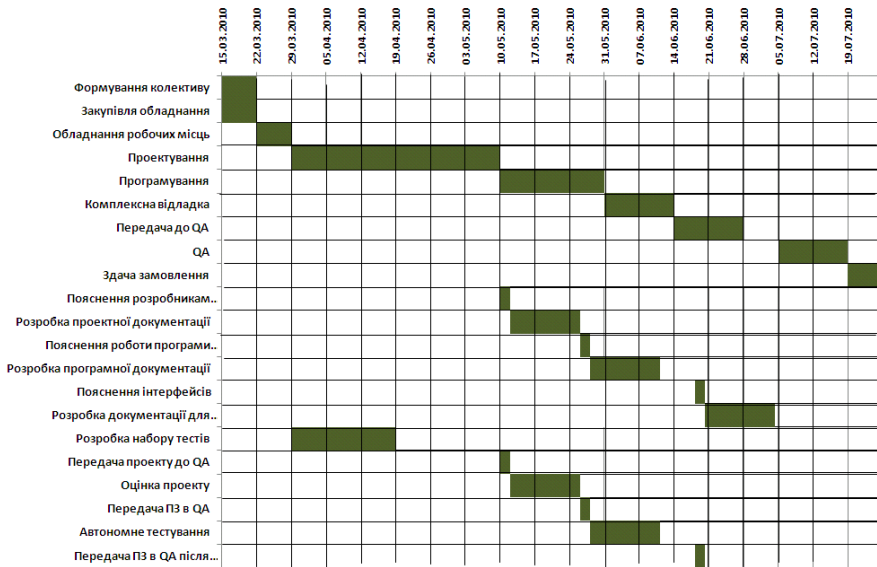 15.03.2010
22.03.2010
29.03.2010
05.04.2010
12.04.2010
19.04.2010
26.04.2010
03.05.2010
10.05.2010
17.05.2010
24.05.2010
31.05.2010
07.06.2010
14.06.2010
21.06.2010
28.06.2010
05.07.2010
12.07.2010
19.07.2010
Формування колективу
Закупівля обладнання
Обладнання робочих місць
Проектування
Програмування
Комплексна відладка
Передача до QA
QA
Здача замовлення
Пояснення розробникам..
Розробка проектної документації
Пояснення роботи програми..
Розробка програмної документації
Пояснення інтерфейсів
Розробка документації для..
Розробка набору тестів
Передача проекту до QA
Оцінка проекту
Передача ПЗ в QA
Автономне тестування
Передача ПЗ в QA після...